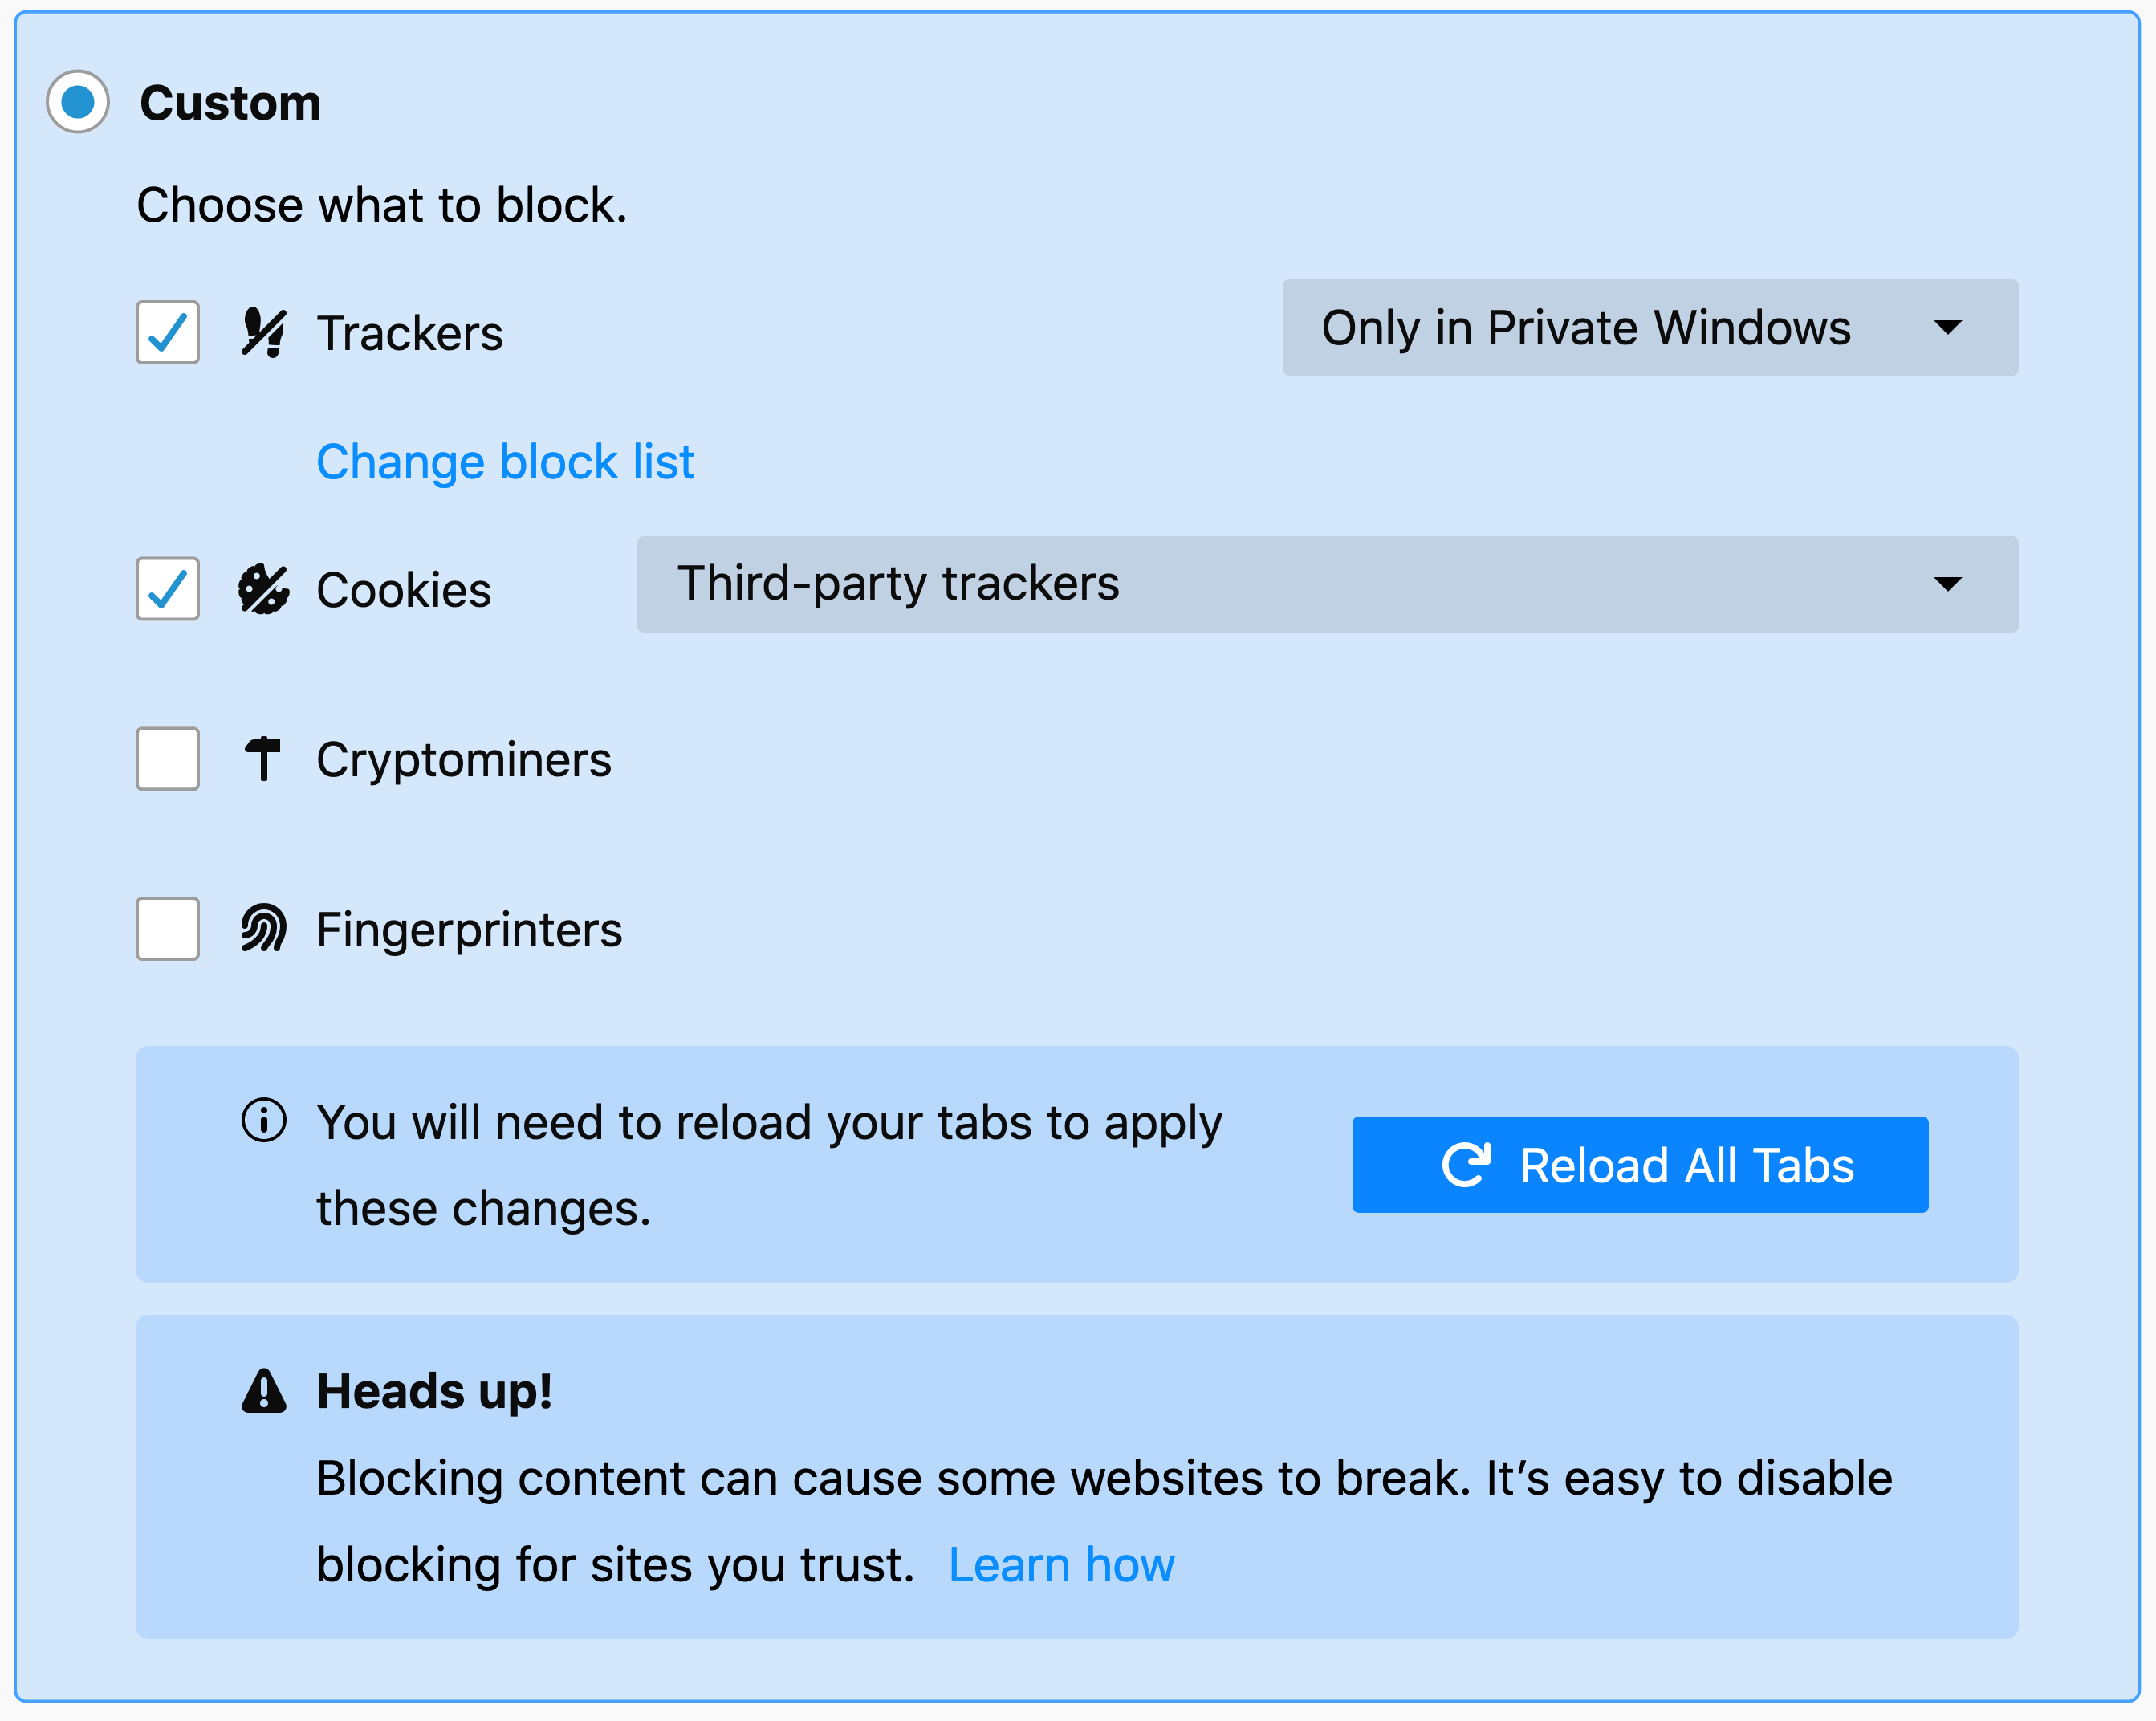 Custom
Choose what to block.
Trackers
Only in Private Windows
Change block list
Cookies
Third-party trackers
Cryptominers
Fingerprinters
You will need to reload your tabs to apply
these changes.
Reload All Tabs
Heads up!
Blocking content can cause some websites to break. It’s easy to disable
blocking for sites you trust. Learn how